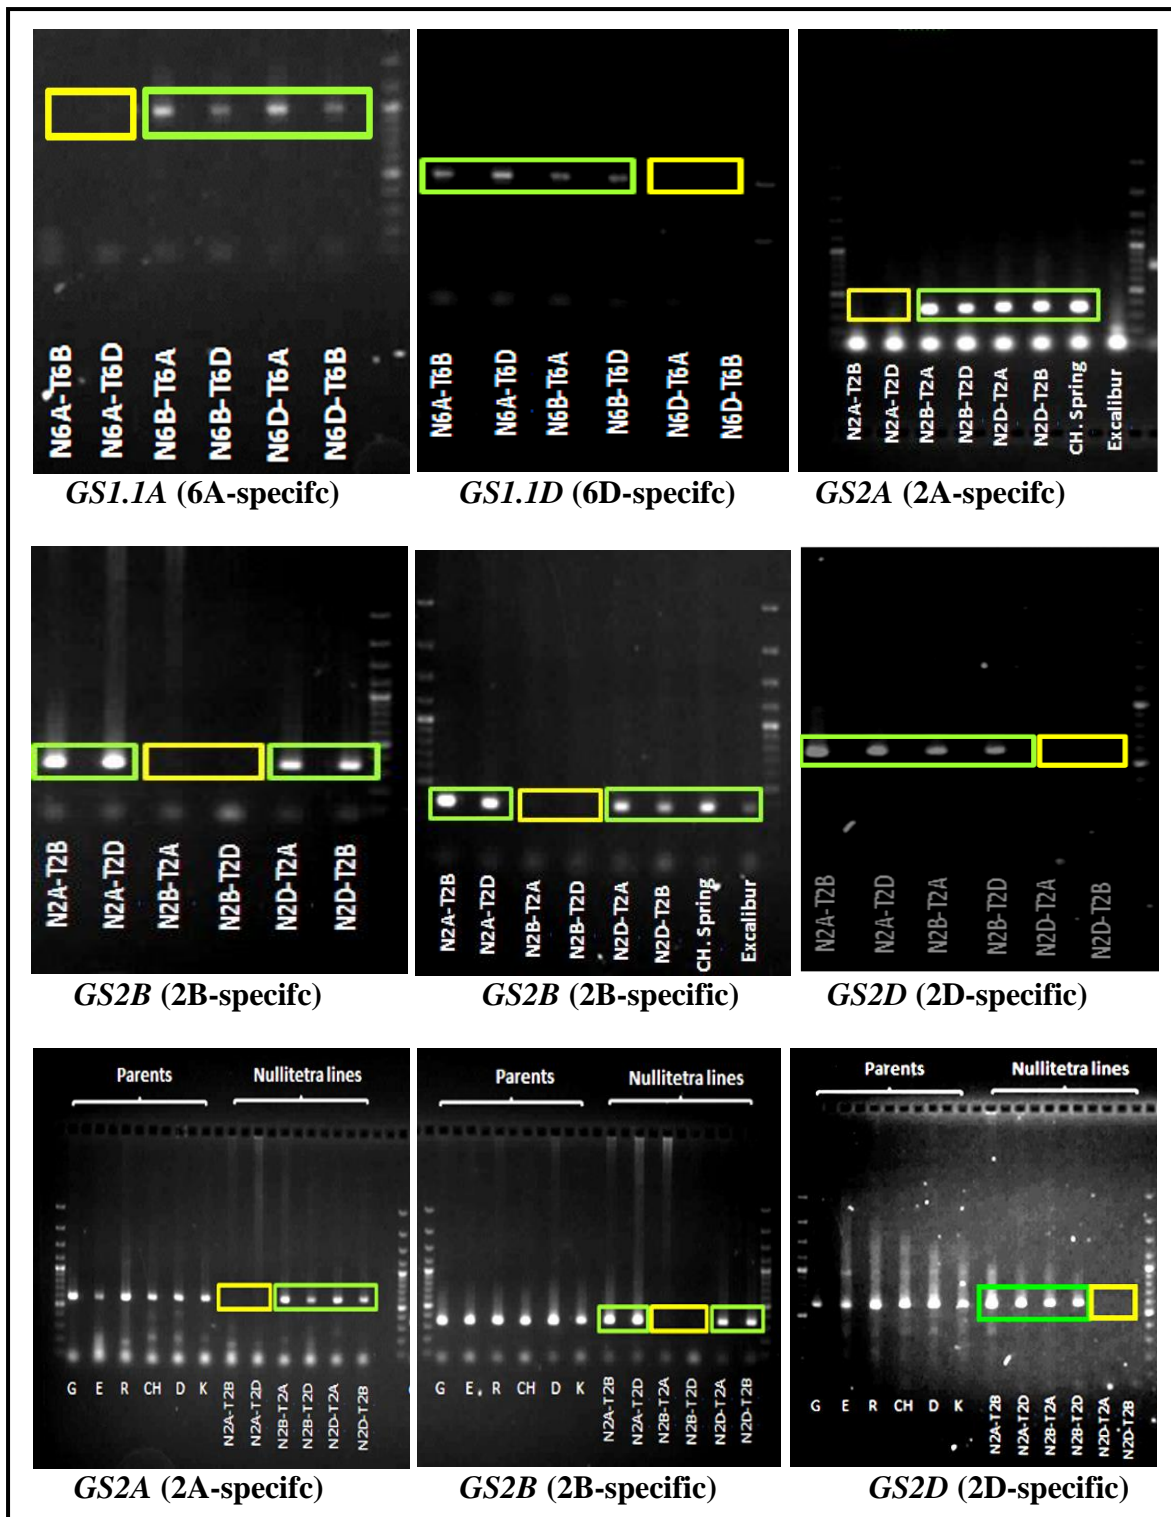 N6A-T6B
N6A-T6D
N6B-T6A
N6B-T6D
N6D-T6A
N6D-T6B
GS1.1A (6A-specifc)
N6A-T6B
N6A-T6D
N6B-T6A
N6B-T6D
N6D-T6A
N6D-T6B
GS1.1D (6D-specifc)
N2A-T2B
N2A-T2D
N2B-T2A
N2B-T2D
N2D-T2A
N2D-T2B
CH. Spring
Excalibur
GS2A (2A-specifc)
N2A-T2B
N2A-T2D
N2B-T2A
N2B-T2D
N2D-T2A
N2D-T2B
GS2B (2B-specifc)
N2A-T2B
N2A-T2D
N2B-T2A
N2B-T2D
N2D-T2A
N2D-T2B
CH. Spring
Excalibur
GS2B (2B-specific)
N2A-T2B
N2A-T2D
N2B-T2A
N2B-T2D
N2D-T2A
N2D-T2B
GS2D (2D-specific)
Parents Nullitetra lines
G E R CH D K
N2A-T2B
N2A-T2D
N2B-T2A
N2B-T2D
N2D-T2A
N2D-T2B
GS2A (2A-specifc)
Parents Nullitetra lines
G E. R CH D K
N2A-T2B
N2A-T2D
N2B-T2A
N2B-T2D
N2D-T2A
N2D-T2B
GS2B (2B-specific)
Parents Nullitetra lines
G E R CH D K
N2A-T2B
N2A-T2D
N2B-T2A
N2B-T2D
N2D-T2A
N2D-T2B
GS2D (2D-specific)